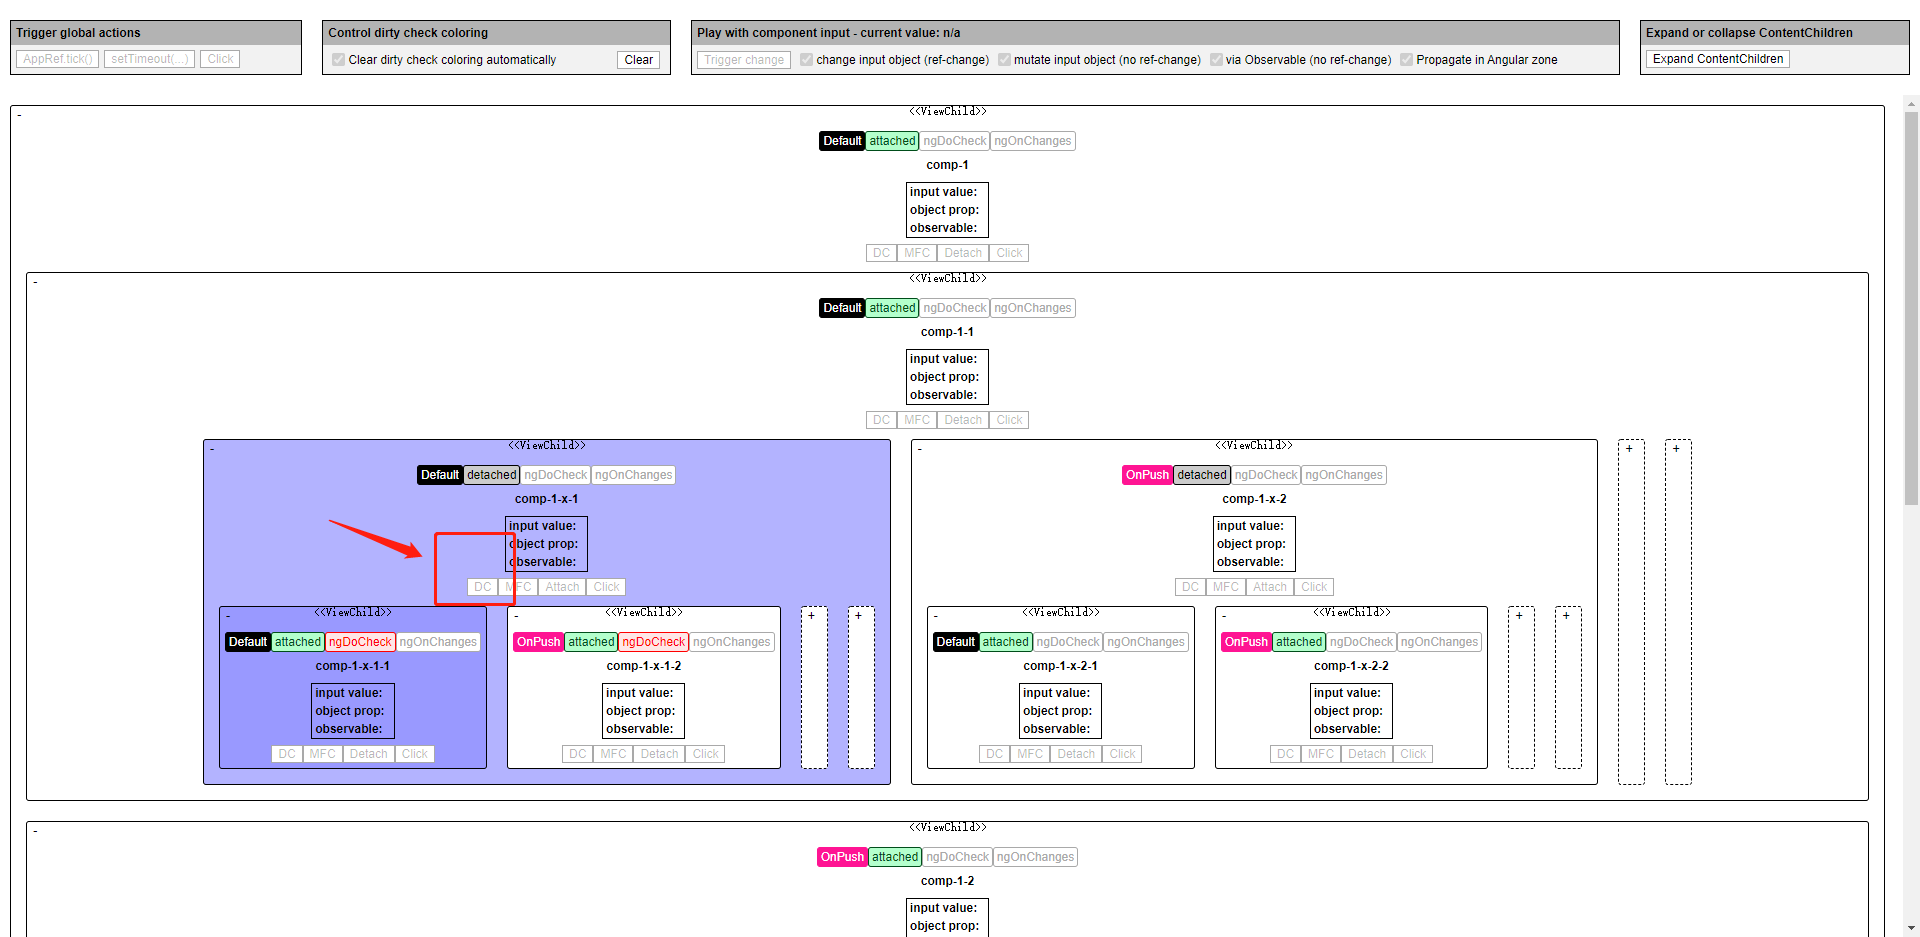 Trigger global actions
AppRef.tick() setTimeout(...) Click
Control dirty check coloring
Clear dirty check coloring automatically Clear
Play with component input - current value: n/a
Trigger change change input object (ref-change) mutate input object (no ref-change) via Observable (no ref-change) Propagate in Angular zone
Expand or collapse ContentChildren
Expand ContentChildren
- <<ViewChild>>
Default attached ngDoCheck ngOnChanges
comp-1
input value:
object prop:
observable:
DC MFC Detach Click
- <<ViewChild>>
Default attached ngDoCheck ngOnChanges
comp-1-1
input value:
object prop:
observable:
DC MFC Detach Click
- <<ViewChild>>
Default detached ngDoCheck ngOnChanges
comp-1-x-1
input value:
object prop:
observable:
DC MFC Attach Click
- <<ViewChild>>
Default attached ngDoCheck ngOnChanges
comp-1-x-1-1
input value:
object prop:
observable:
DC MFC Detach Click
- <<ViewChild>>
OnPush attached ngDoCheck ngOnChanges
comp-1-x-1-2
input value:
object prop:
observable:
DC MFC Detach Click
+ +
- <<ViewChild>>
OnPush detached ngDoCheck ngOnChanges
comp-1-x-2
input value:
object prop:
observable:
DC MFC Attach Click
- <<ViewChild>>
Default attached ngDoCheck ngOnChanges
comp-1-x-2-1
input value:
object prop:
observable:
DC MFC Detach Click
- <<ViewChild>>
OnPush attached ngDoCheck ngOnChanges
comp-1-x-2-2
input value:
object prop:
observable:
DC MFC Detach Click
+ +
+ +
- <<ViewChild>>
OnPush attached ngDoCheck ngOnChanges
comp-1-2
input value:
object prop: